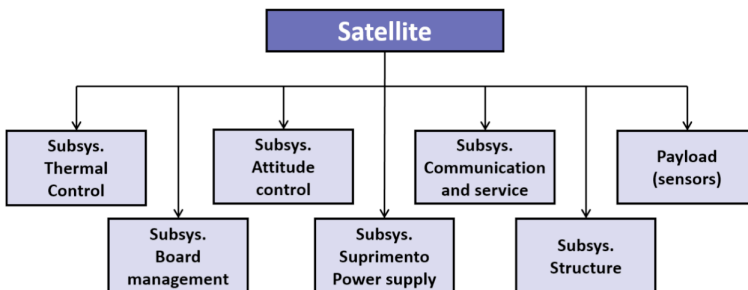 Satellite
Subsys.
Thermal
Control
Subsys.
Attitude
control
Subsys.
Communication
and service
Payload
(sensors)
Subsys.
Board
management
Subsys.
Suprimento
Power supply
Subsys.
Structure